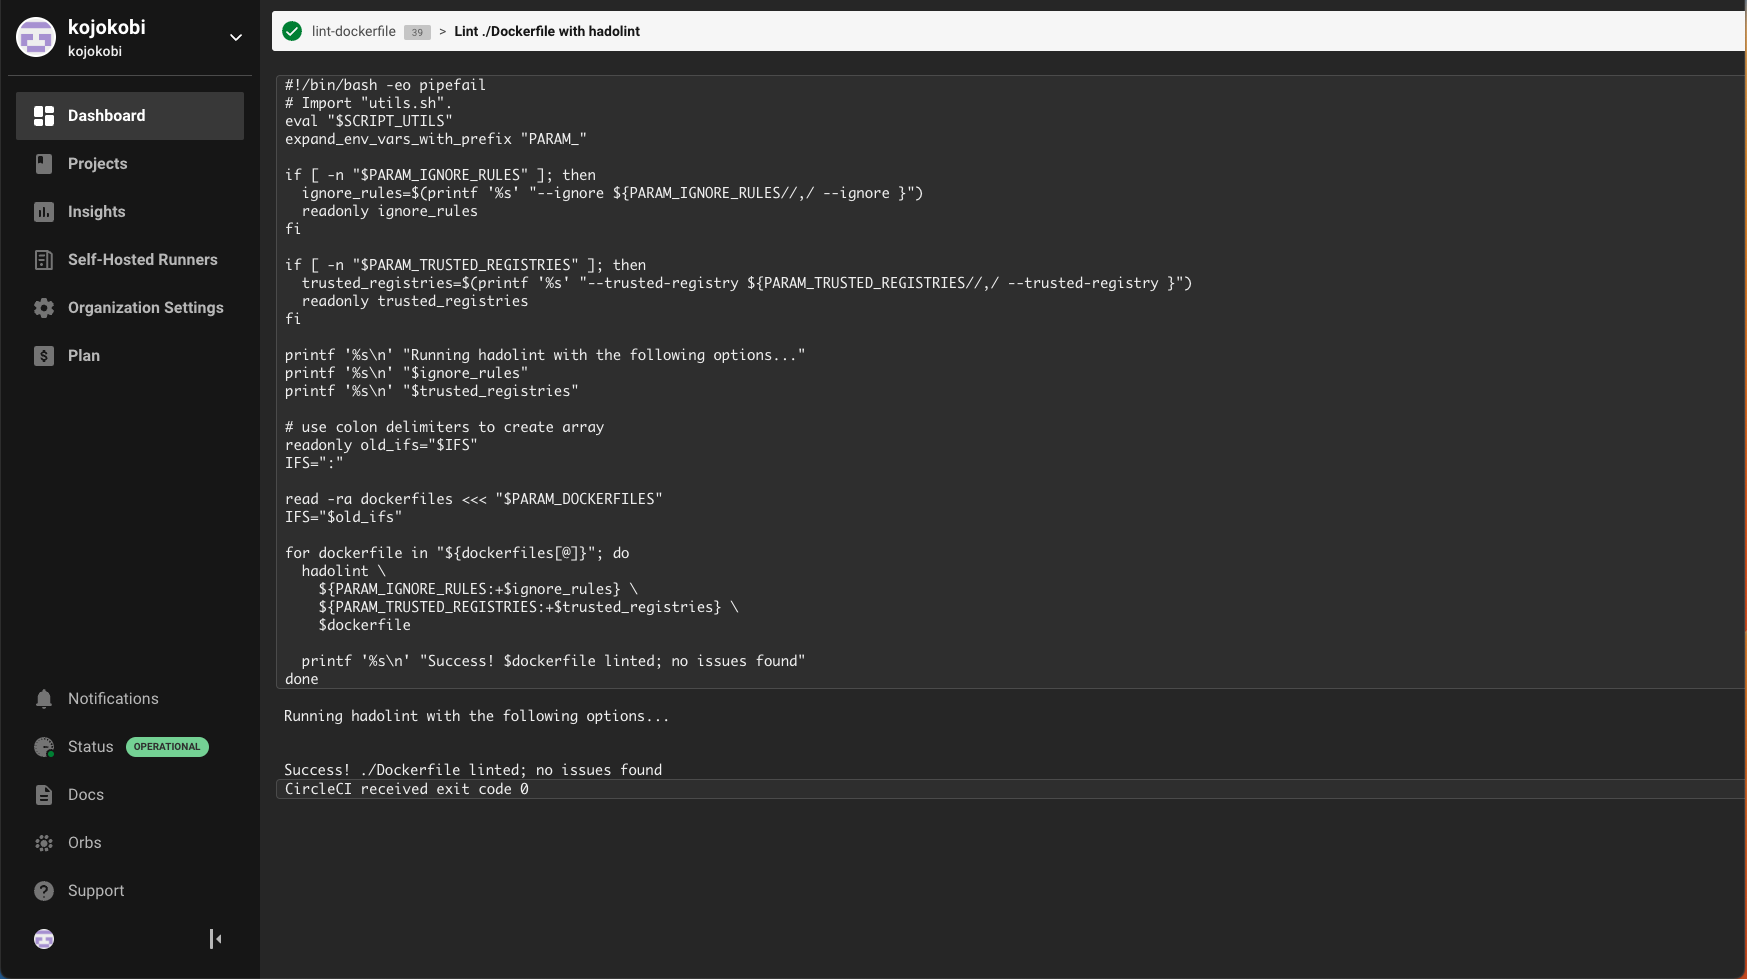 kojokobi
kojokobi
Dashboard
Projects
Insights
Self-Hosted Runners
Organization Settings
Plan
Notifications
Status OPERATIONAL
Docs
Orbs
Support
lint-dockerfile 39 > Lint ./Dockerfile with hadolint
#!/bin/bash -eo pipefail
# Import "utils.sh".
eval "$SCRIPT_UTILS"
expand_env_vars_with_prefix "PARAM_"
if [ -n "$PARAM_IGNORE_RULES" ]; then
  ignore_rules=$(printf '%s' "--ignore ${PARAM_IGNORE_RULES//,/ --ignore }")
  readonly ignore_rules
fi
if [ -n "$PARAM_TRUSTED_REGISTRIES" ]; then
  trusted_registries=$(printf '%s' "--trusted-registry ${PARAM_TRUSTED_REGISTRIES//,/ --trusted-registry }")
  readonly trusted_registries
fi
printf '%s\n' "Running hadolint with the following options..."
printf '%s\n' "$ignore_rules"
printf '%s\n' "$trusted_registries"
# use colon delimiters to create array
readonly old_ifs="$IFS"
IFS=":"
read -ra dockerfiles <<< "$PARAM_DOCKERFILES"
IFS="$old_ifs"
for dockerfile in "${dockerfiles[@]}"; do
  hadolint \
    ${PARAM_IGNORE_RULES:+$ignore_rules} \
    ${PARAM_TRUSTED_REGISTRIES:+$trusted_registries} \
    $dockerfile
  printf '%s\n' "Success! $dockerfile linted; no issues found"
done
Running hadolint with the following options...
Success! ./Dockerfile linted; no issues found
CircleCI received exit code 0